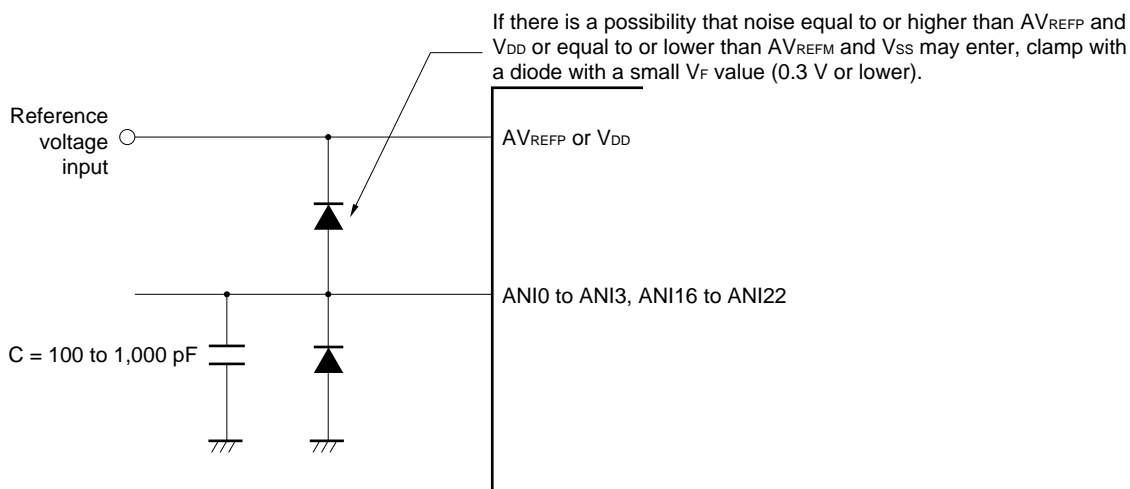 If there is a possibility that noise equal to or higher than AVREFP and
VDD or equal to or lower than AVREFM and VSS may enter, clamp with
a diode with a small VF value (0.3 V or lower).
Reference
voltage
input
AVREFP or VDD
ANI0 to ANI3, ANI16 to ANI22
C = 100 to 1,000 pF